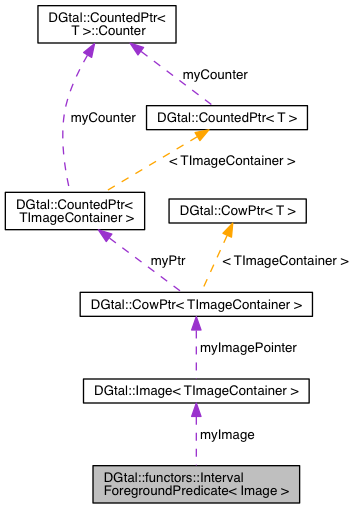 DGtal::CountedPtr<
T >::Counter
myCounter
myCounter
DGtal::CountedPtr< T >
< TImageContainer >
DGtal::CountedPtr<
TImageContainer >
DGtal::CowPtr< T >
myPtr
< TImageContainer >
DGtal::CowPtr< TImageContainer >
myImagePointer
DGtal::Image< TImageContainer >
myImage
DGtal::functors::Interval
ForegroundPredicate< Image >